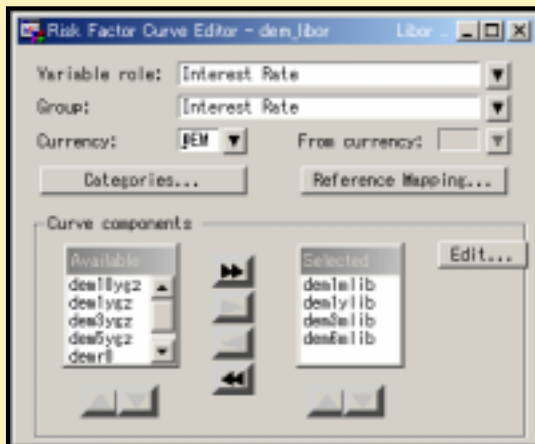 Risk Factor Curve Editor - dem_libor Libor ..
Variable role: Interest Rate
Group: Interest Rate
Currency: DEM From currency:
Categories... Reference Mapping...
Curve components
Available Selected Edit...
dem10ygz dem1mlib
dem1ygz dem1ylib
dem3ygz dem3mlib
dem5ygz dem6mlib
demr0